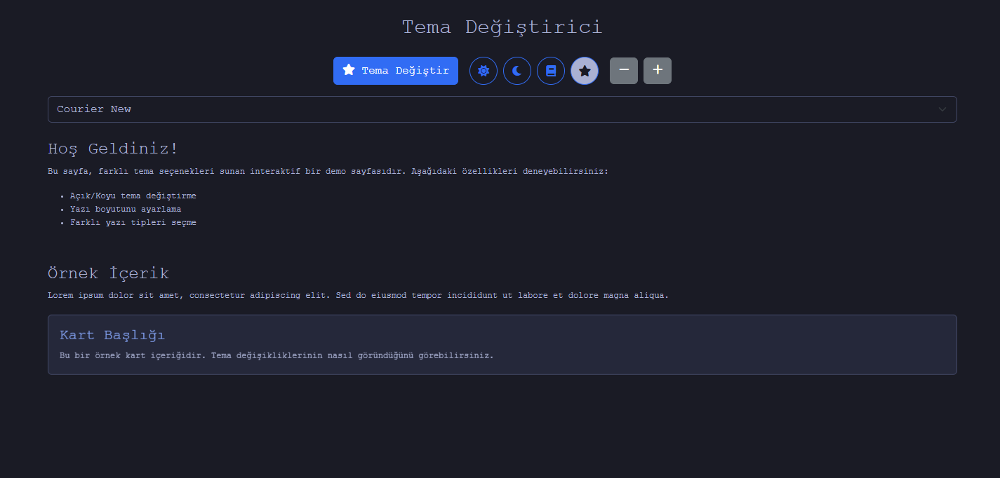 Tema Değiştirici
Tema Değiştir
Courier New
Hoş Geldiniz!
Bu sayfa, farklı tema seçenekleri sunan interaktif bir demo sayfasıdır. Aşağıdaki özellikleri deneyebilirsiniz:
• Açık/Koyu tema değiştirme
• Yazı boyutunu ayarlama
• Farklı yazı tipleri seçme
Örnek İçerik
Lorem ipsum dolor sit amet, consectetur adipiscing elit. Sed do eiusmod tempor incididunt ut labore et dolore magna aliqua.
Kart Başlığı
Bu bir örnek kart içeriğidir. Tema değişikliklerinin nasıl göründüğünü görebilirsiniz.